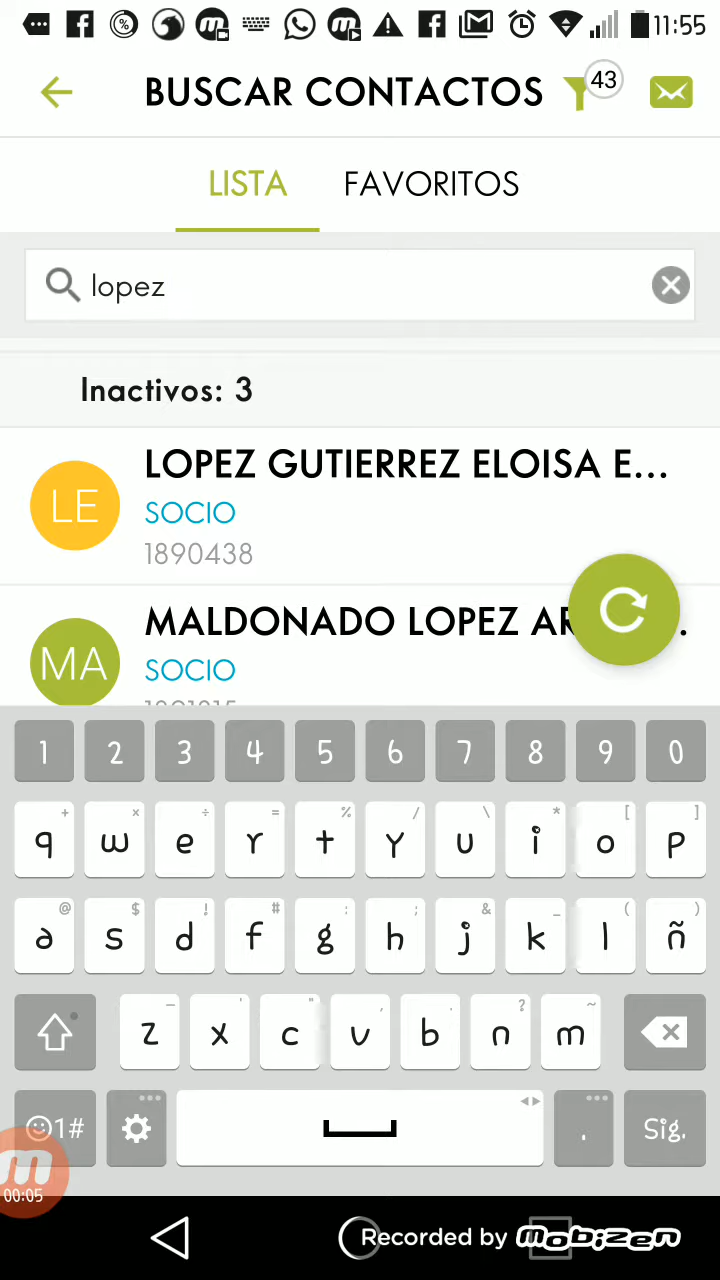 11:55
BUSCAR CONTACTOS
43
LISTA FAVORITOS
lopez
Inactivos: 3
LE
LOPEZ GUTIERREZ ELOISA E...
SOCIO
1890438
MA
MALDONADO LOPEZ
SOCIO
1 2 3 4 5 6 7 8 9 0
+ × ÷ = % / \ * [ ]
q w e r t y u i o p
@ $ ! # : ; & _ ( )
a s d f g h j k l ñ
z x c v b n m
1# . Sig.
00:05
Recorded by mobizen